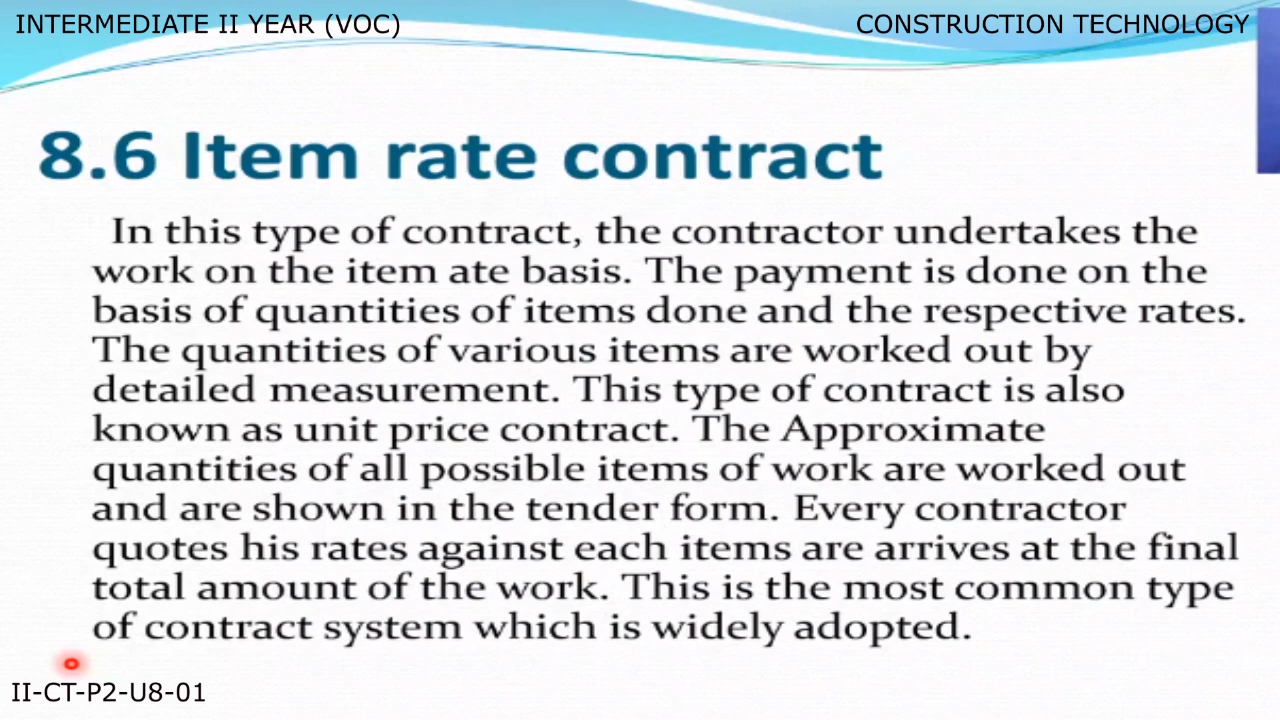 INTERMEDIATE II YEAR (VOC)
CONSTRUCTION TECHNOLOGY
8.6 Item rate contract
In this type of contract, the contractor undertakes the
work on the item ate basis. The payment is done on the
basis of quantities of items done and the respective rates.
The quantities of various items are worked out by
detailed measurement. This type of contract is also
known as unit price contract. The Approximate
quantities of all possible items of work are worked out
and are shown in the tender form. Every contractor
quotes his rates against each items are arrives at the final
total amount of the work. This is the most common type
of contract system which is widely adopted.
II-CT-P2-U8-01